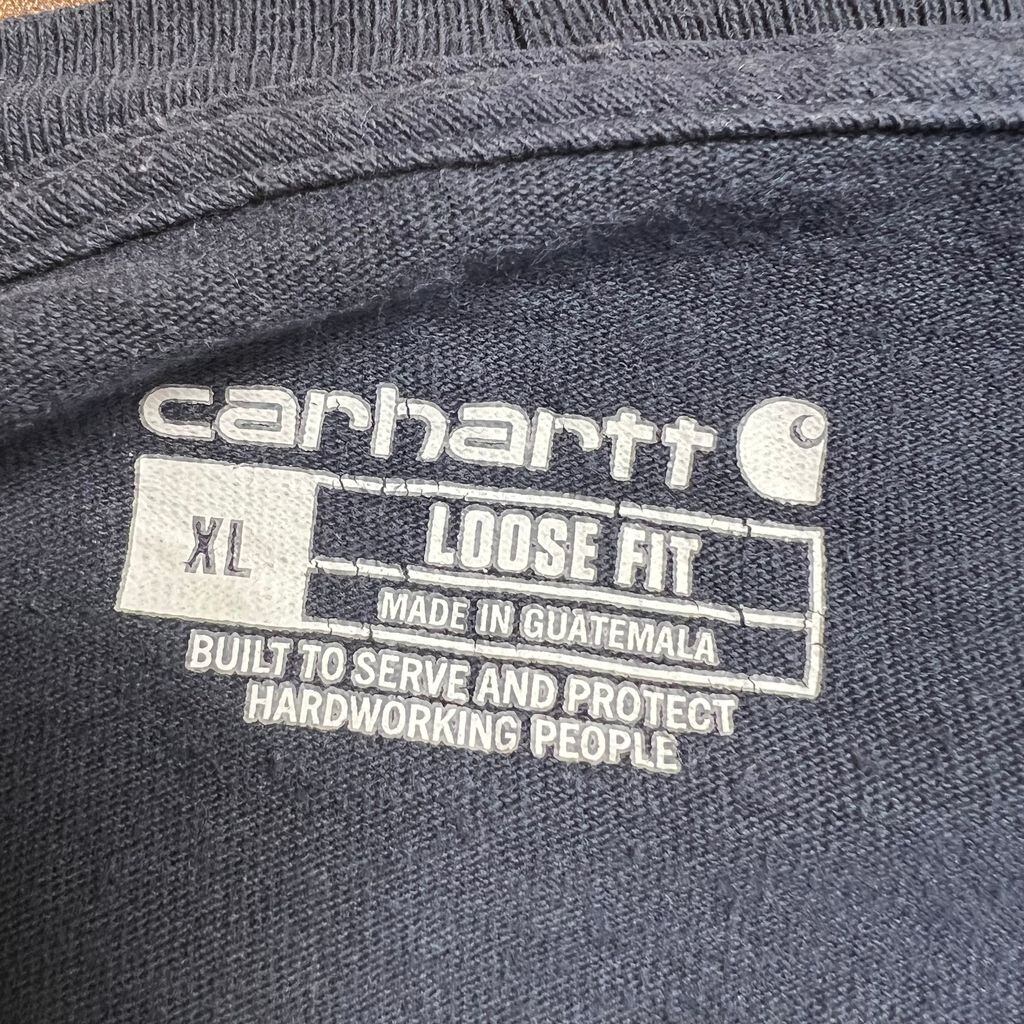 carhartt
XL
LOOSE FIT
MADE IN GUATEMALA
BUILT TO SERVE AND PROTECT
HARDWORKING PEOPLE